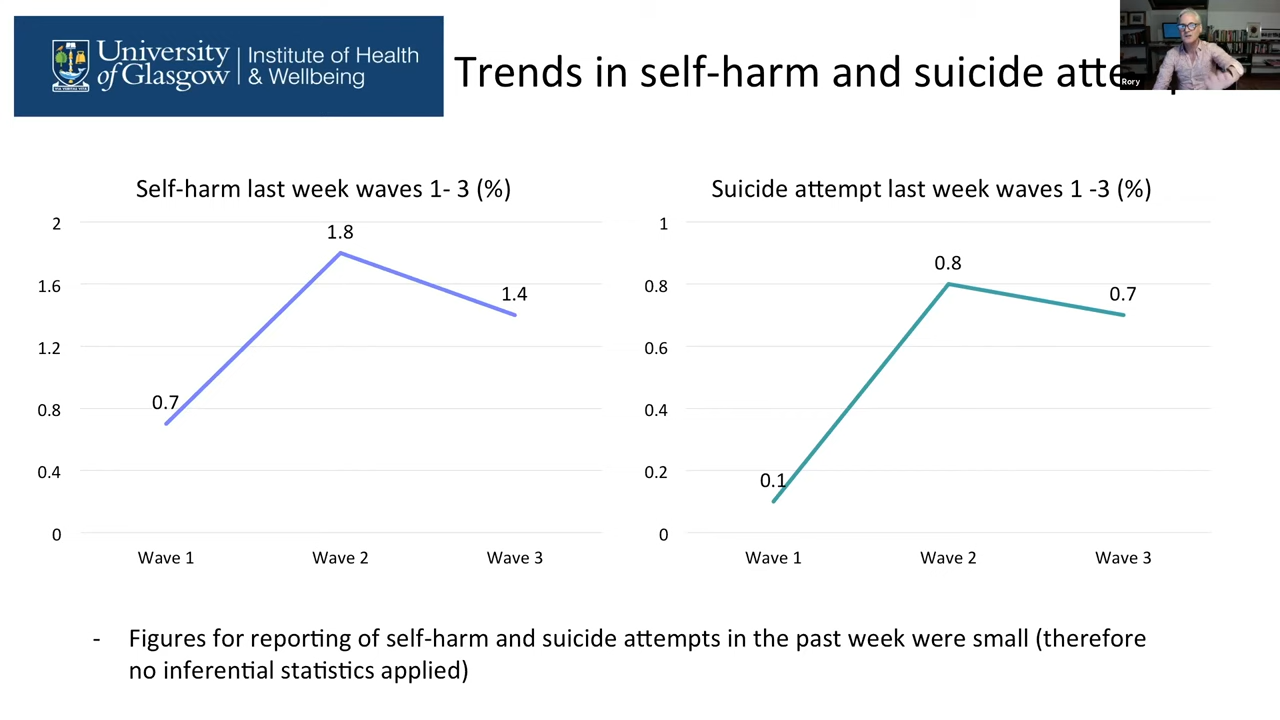 University of Glasgow
Institute of Health & Wellbeing
Trends in self-harm and suicide
Rory
Self-harm last week waves 1- 3 (%)
2
1.6
1.2
0.8
0.4
0
0.7
1.8
1.4
Wave 1
Wave 2
Wave 3
Suicide attempt last week waves 1 -3 (%)
1
0.8
0.6
0.4
0.2
0
0.1
0.8
0.7
Wave 1
Wave 2
Wave 3
- Figures for reporting of self-harm and suicide attempts in the past week were small (therefore
no inferential statistics applied)